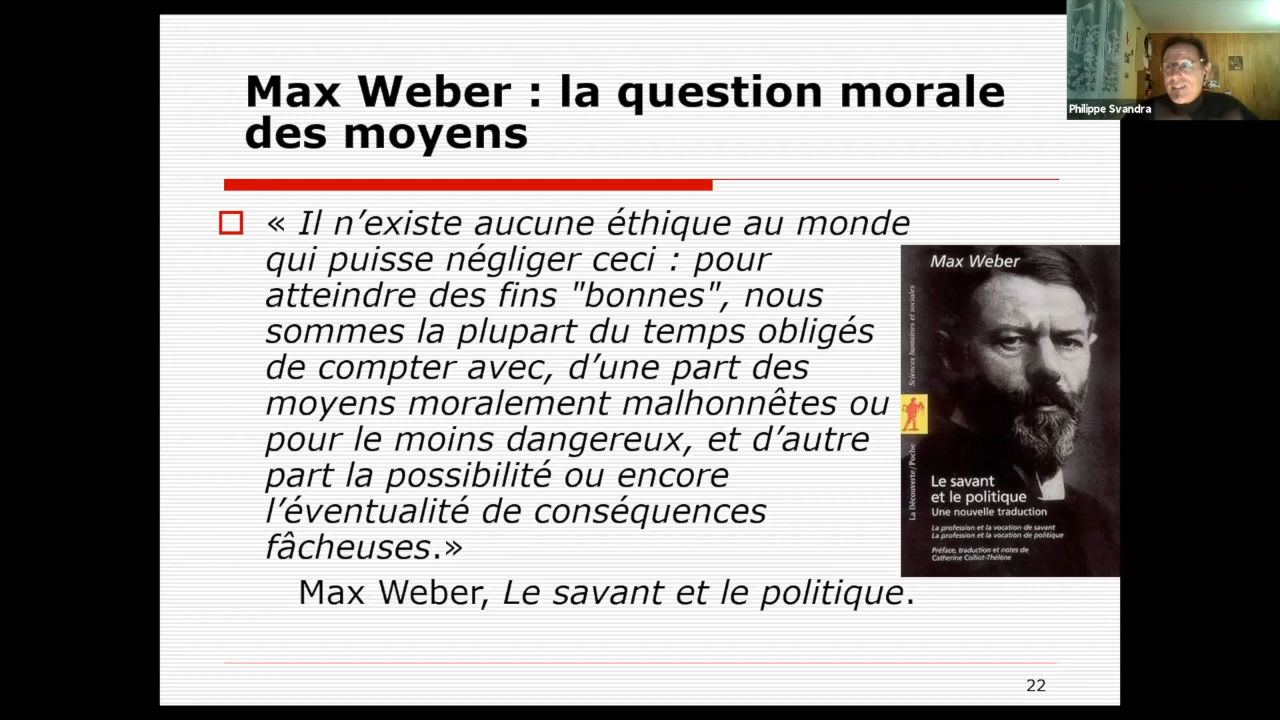 Max Weber : la question morale
des moyens
« Il n’existe aucune éthique au monde
qui puisse négliger ceci : pour
atteindre des fins "bonnes", nous
sommes la plupart du temps obligés
de compter avec, d’une part des
moyens moralement malhonnêtes ou
pour le moins dangereux, et d’autre
part la possibilité ou encore
l’éventualité de conséquences
fâcheuses.»
Max Weber, Le savant et le politique.
Max Weber
Sciences humaines et sociales
La Découverte/Poche
Le savant
et le politique
Une nouvelle traduction
La profession et la vocation de savant
La profession et la vocation de politique
Préface, traduction et notes de
Catherine Colliot-Thélène
22
Philippe Svandra